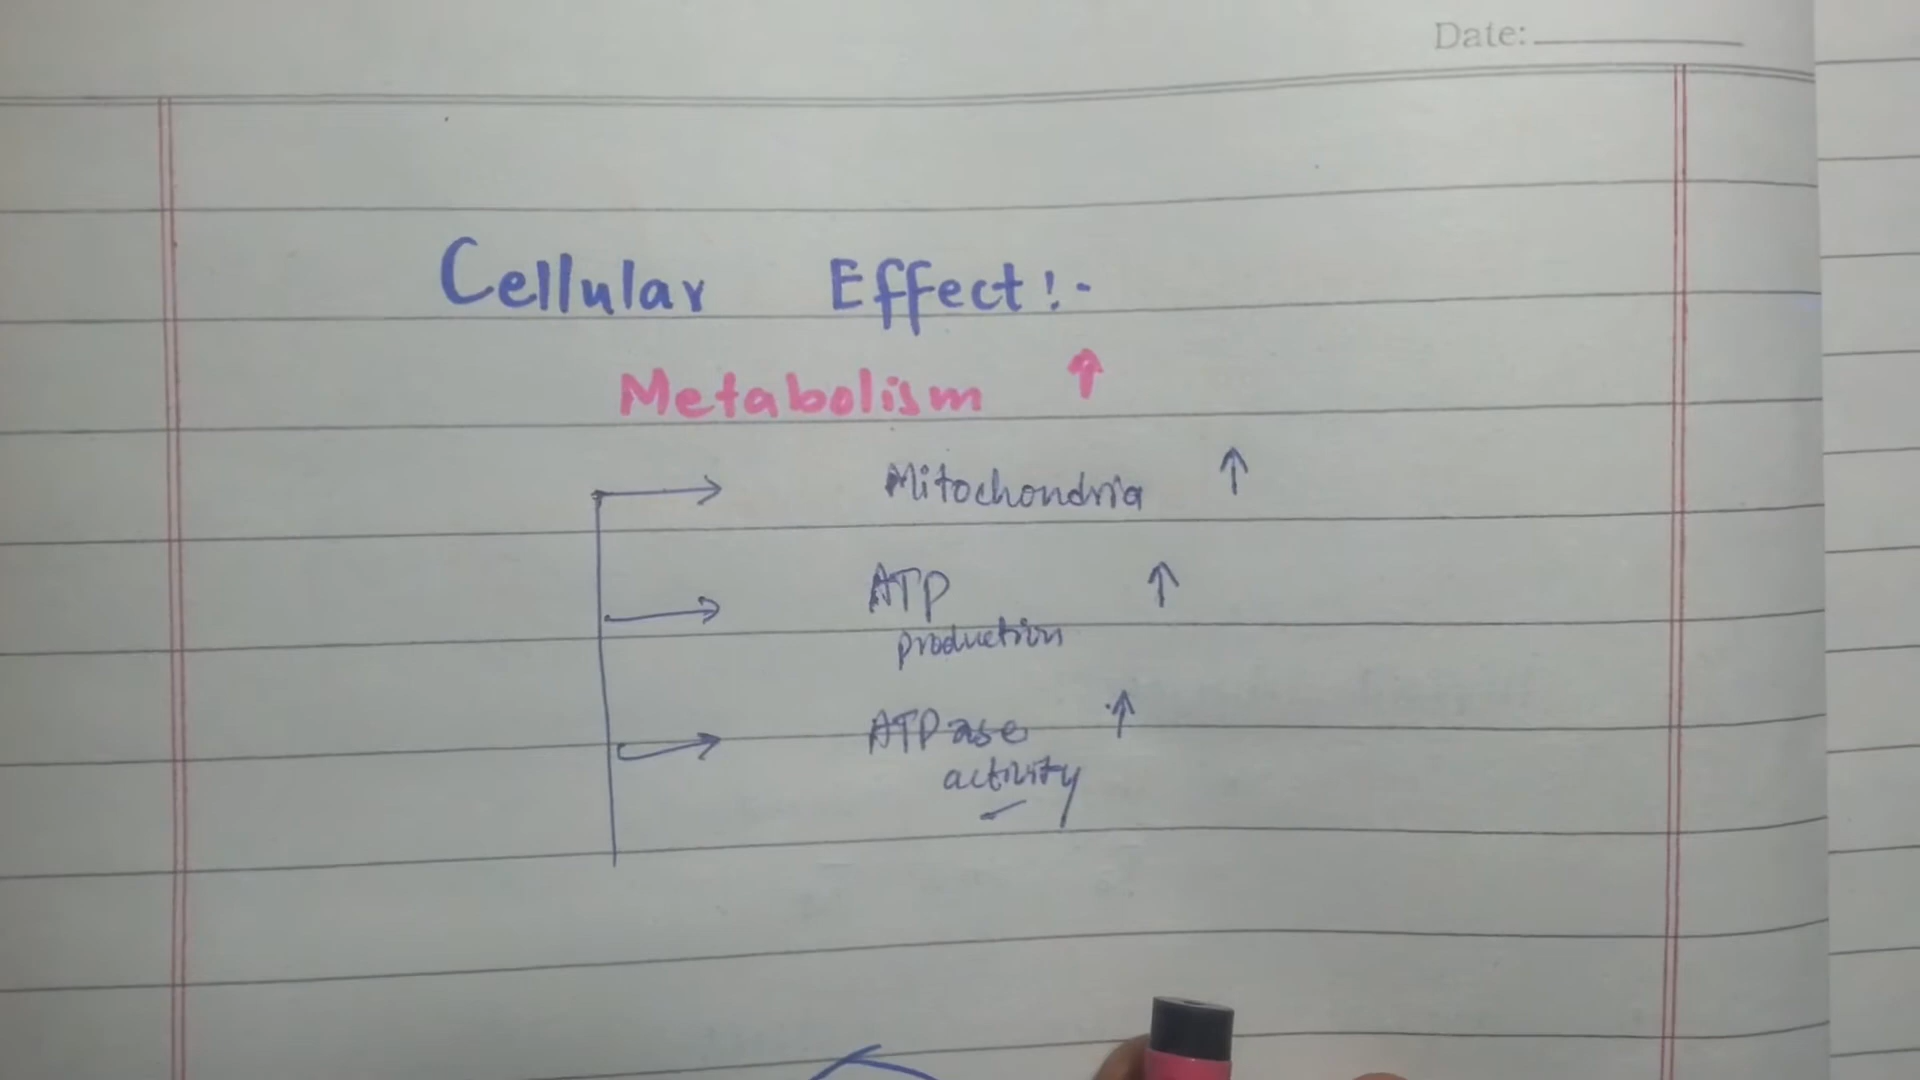 Date:
Cellular Effect:-
Metabolism ↑
→ Mitochondria ↑
→ ATP ↑
production
→ ATPase ↑
activity